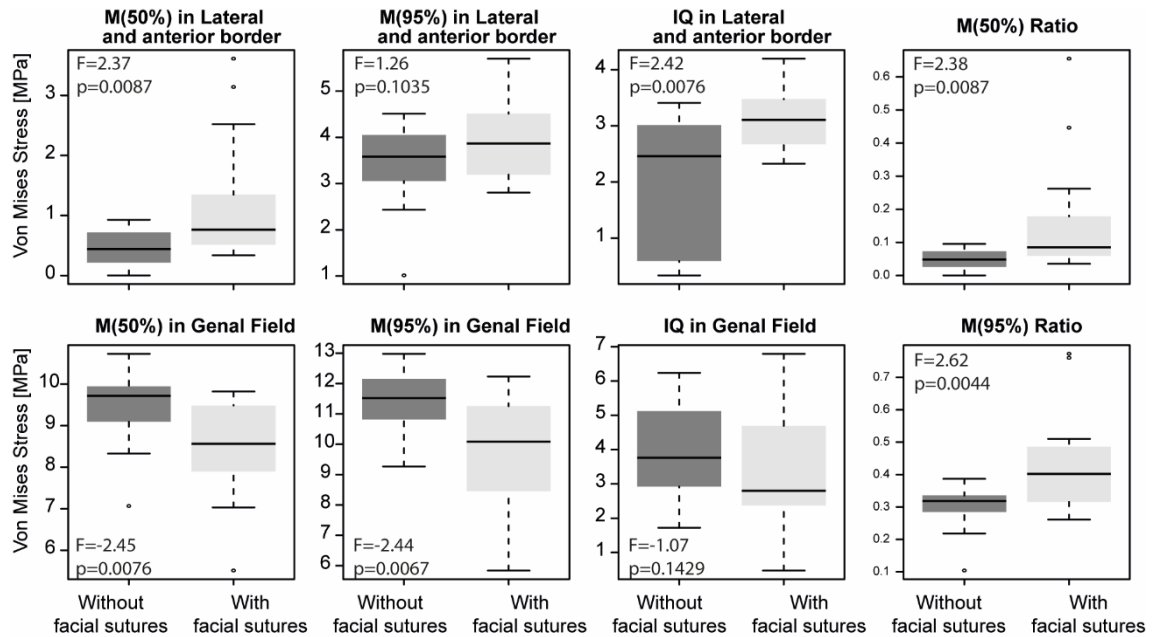 M(50%) in Lateral
and anterior border
M(95%) in Lateral
and anterior border
IQ in Lateral
and anterior border
M(50%) Ratio
Von Mises Stress [MPa]
F=2.37
p=0.0087
3
2
1
0
F=1.26
p=0.1035
5
4
3
2
1
F=2.42
p=0.0076
4
3
2
1
F=2.38
p=0.0087
0.6
0.5
0.4
0.3
0.2
0.1
0.0
M(50%) in Genal Field
M(95%) in Genal Field
IQ in Genal Field
M(95%) Ratio
Von Mises Stress [MPa]
10
9
8
7
6
F=-2.45
p=0.0076
13
12
11
10
9
8
7
6
F=-2.44
p=0.0067
7
6
5
4
3
2
1
F=-1.07
p=0.1429
F=2.62
p=0.0044
0.7
0.6
0.5
0.4
0.3
0.2
0.1
Without
facial sutures
With
facial sutures
Without
facial sutures
With
facial sutures
Without
facial sutures
With
facial sutures
Without
facial sutures
With
facial sutures